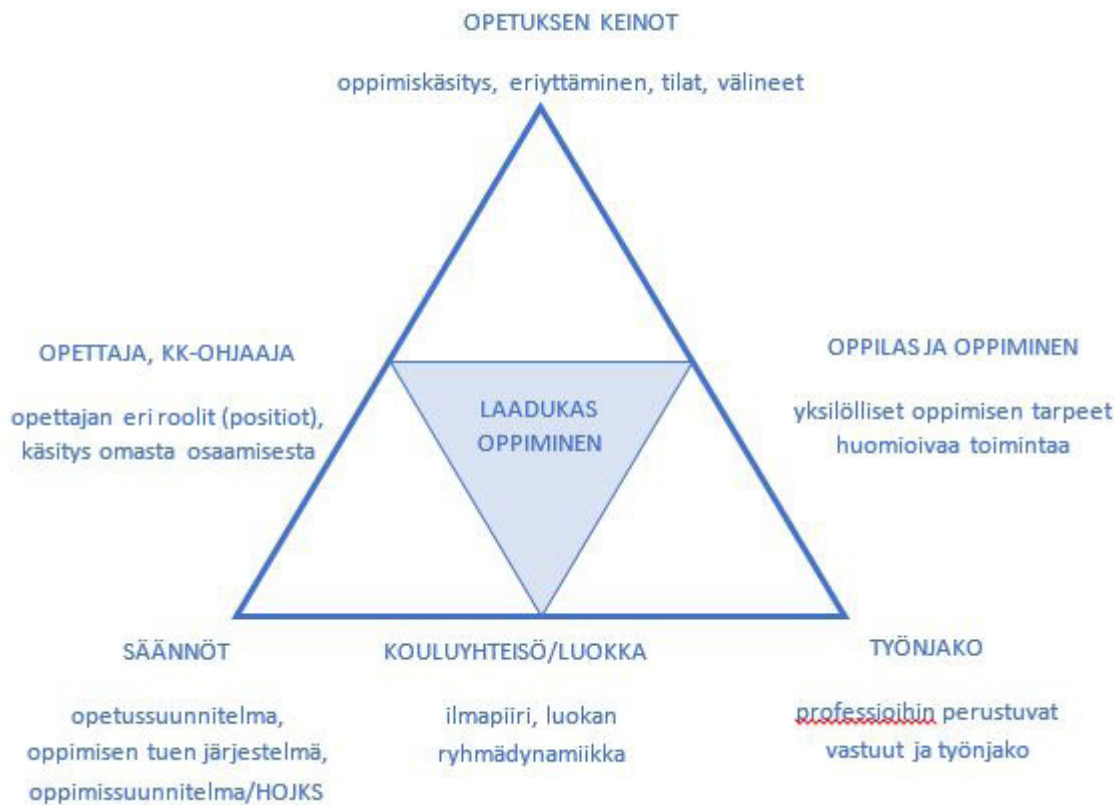 OPETUKSEN KEINOT
oppimiskäsitys, eriyttäminen, tilat, välineet
OPETTAJA, KK-OHJAAJA
opettajan eri roolit (positiot),
käsitys omasta osaamisesta
LAADUKAS
OPPIMINEN
OPPILAS JA OPPIMINEN
yksilölliset oppimisen tarpeet
huomioivaa toimintaa
SÄÄNNÖT
opetussuunnitelma,
oppimisen tuen järjestelmä,
oppimissuunnitelma/HOJKS
KOULUYHTEISÖ/LUOKKA
ilmapiiri, luokan
ryhmädynamiikka
TYÖNJAKO
professioihin perustuvat
vastuut ja työnjako